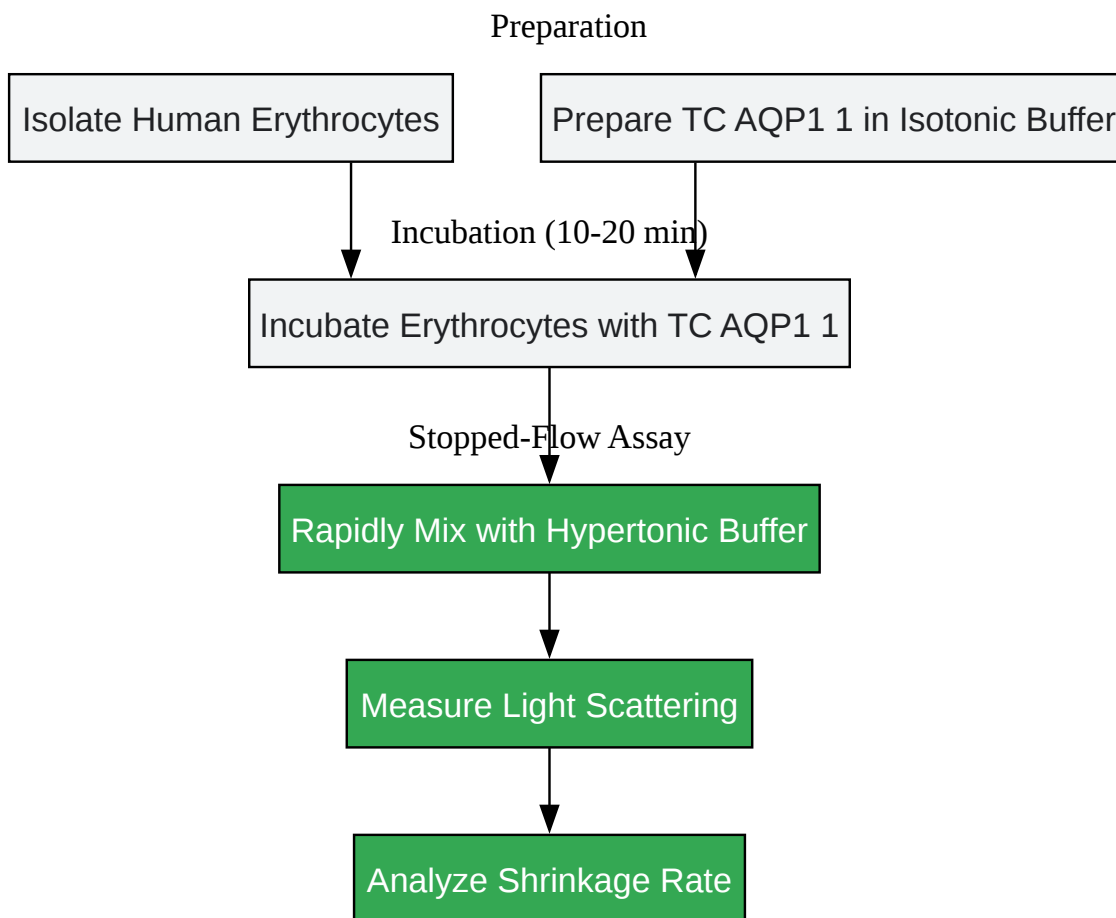 Preparation
Isolate Human Erythrocytes
Prepare TC AQP1 1 in Isotonic Buffer
Incubation (10-20 min)
Incubate Erythrocytes with TC AQP1 1
Stopped-Flow Assay
Rapidly Mix with Hypertonic Buffer
Measure Light Scattering
Analyze Shrinkage Rate